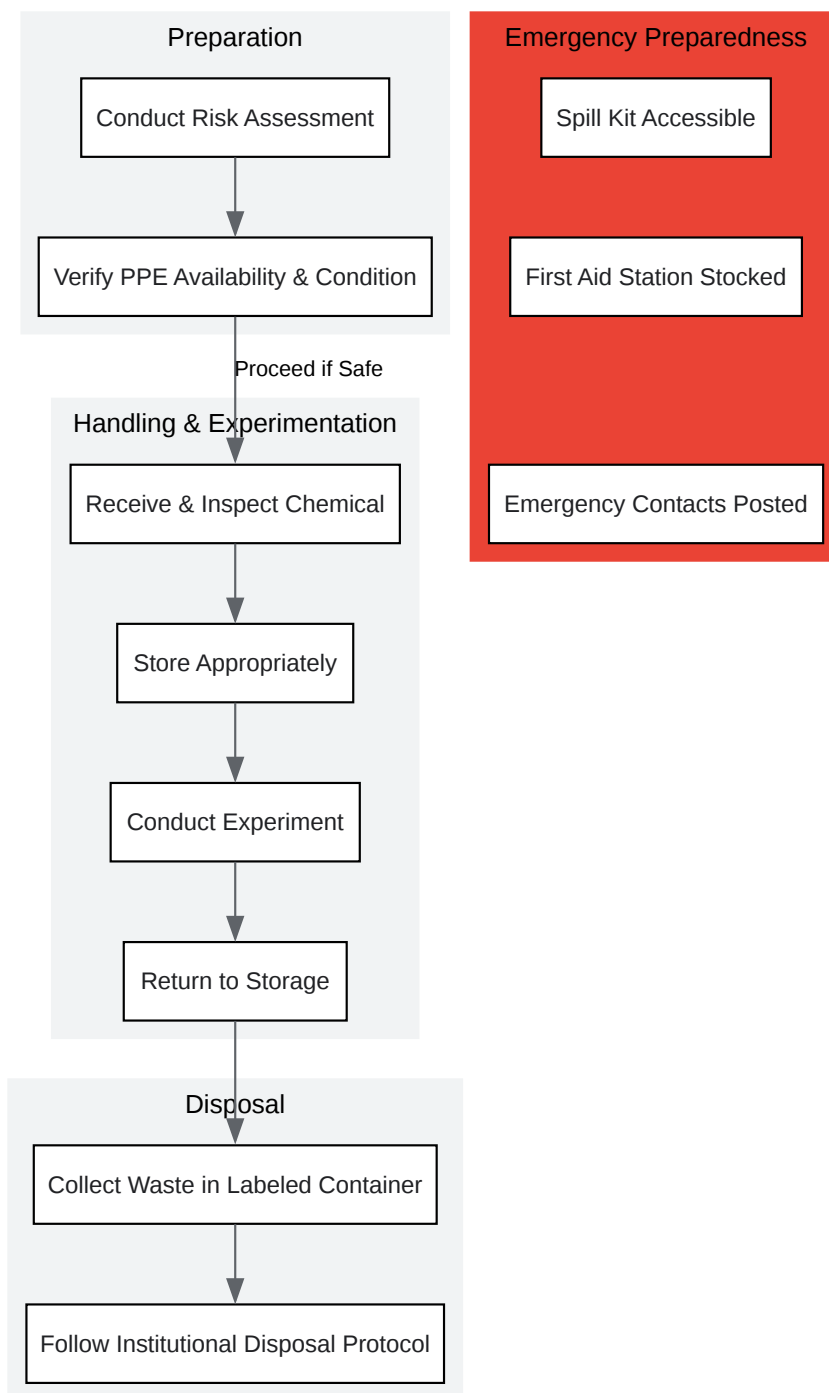 Preparation
Conduct Risk Assessment
Verify PPE Availability & Condition
Proceed if Safe
Handling & Experimentation
Receive & Inspect Chemical
Store Appropriately
Conduct Experiment
Return to Storage
Disposal
Collect Waste in Labeled Container
Follow Institutional Disposal Protocol
Emergency Preparedness
Spill Kit Accessible
First Aid Station Stocked
Emergency Contacts Posted